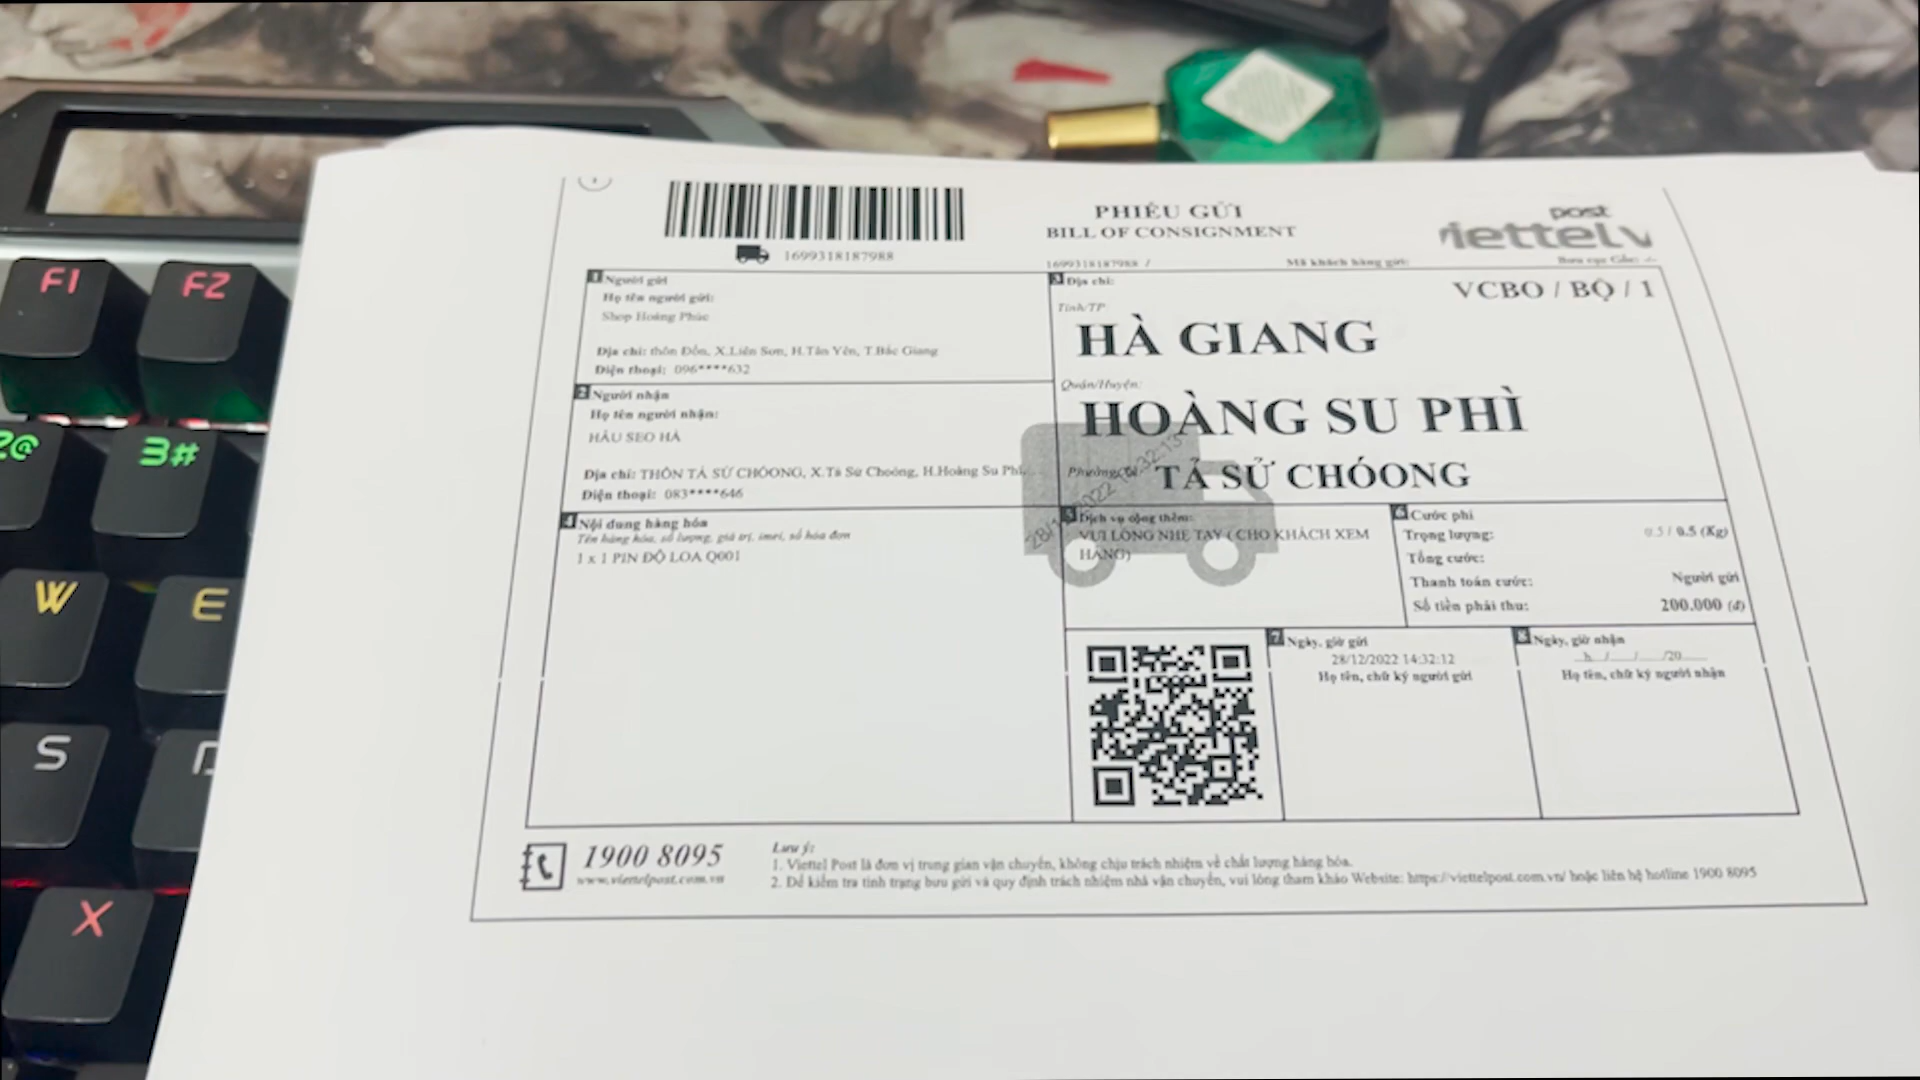 F1
F2
2@
3#
W
E
S
X
PHIẾU GỬI
BILL OF CONSIGNMENT
post
viettel
1699318187988
1699318187988 /
Mã khách hàng gửi:
VCBO / BỘ / 1
1 Người gửi
Họ tên người gửi:
Shop Hoàng Phúc
Địa chỉ: thôn Đồn, X.Liên Sơn, H.Tân Yên, T.Bắc Giang
Điện thoại: 096****632
2 Người nhận
Họ tên người nhận:
HẦU SEO HÀ
Địa chỉ: THÔN TẢ SỬ CHÓONG, X.Tả Sử Choóng, H.Hoàng Su Phì,
Điện thoại: 083****646
3 Địa chỉ:
Tỉnh/TP:
HÀ GIANG
Quận/Huyện:
HOÀNG SU PHÌ
TẢ SỬ CHÓONG
4 Nội dung hàng hóa
Tên hàng hóa, số lượng, giá trị, imei, số hóa đơn
1 x 1 PIN ĐỘ LOA Q001
5 Dịch vụ cộng thêm:
VUI LÒNG NHẸ TAY ( CHO KHÁCH XEM
HÀNG)
6 Cước phí
Trọng lượng: 0.5 / 0.5 (Kg)
Tổng cước:
Thanh toán cước: Người gửi
Số tiền phải thu: 200.000 (đ)
7 Ngày, giờ gửi
28/12/2022 14:32:12
Họ tên, chữ ký người gửi
8 Ngày, giờ nhận
h / / /20
Họ tên, chữ ký người nhận
1900 8095
www.viettelpost.com.vn
Lưu ý:
1. Viettel Post là đơn vị trung gian vận chuyển, không chịu trách nhiệm về chất lượng hàng hóa.
2. Để kiểm tra tình trạng bưu gửi và quy định trách nhiệm nhà vận chuyển, vui lòng tham khảo Website: https://viettelpost.com.vn/ hoặc liên hệ hotline 1900 8095